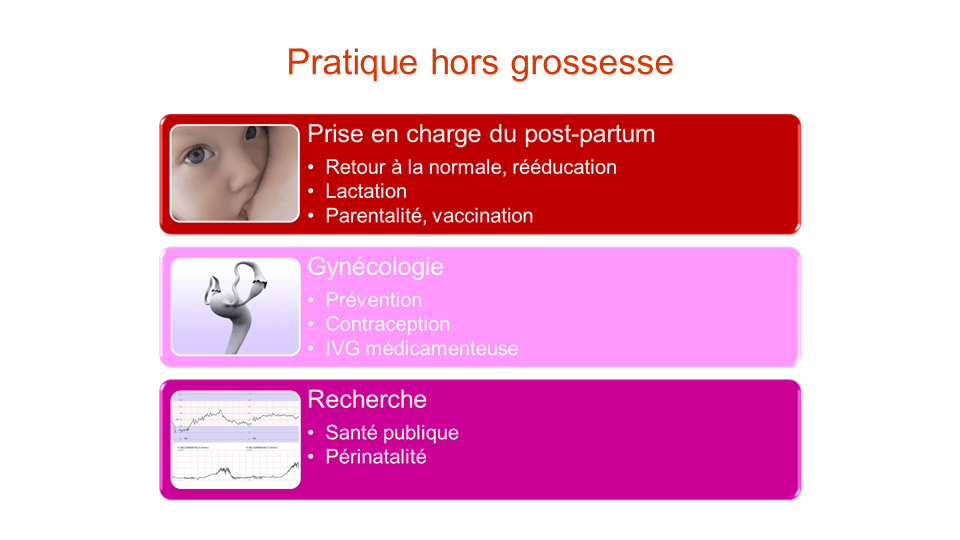 Pratique hors grossesse
Prise en charge du post-partum
• Retour à la normale, rééducation
• Lactation
• Parentalité, vaccination
Gynécologie
• Prévention
• Contraception
• IVG médicamenteuse
Recherche
• Santé publique
• Périnatalité